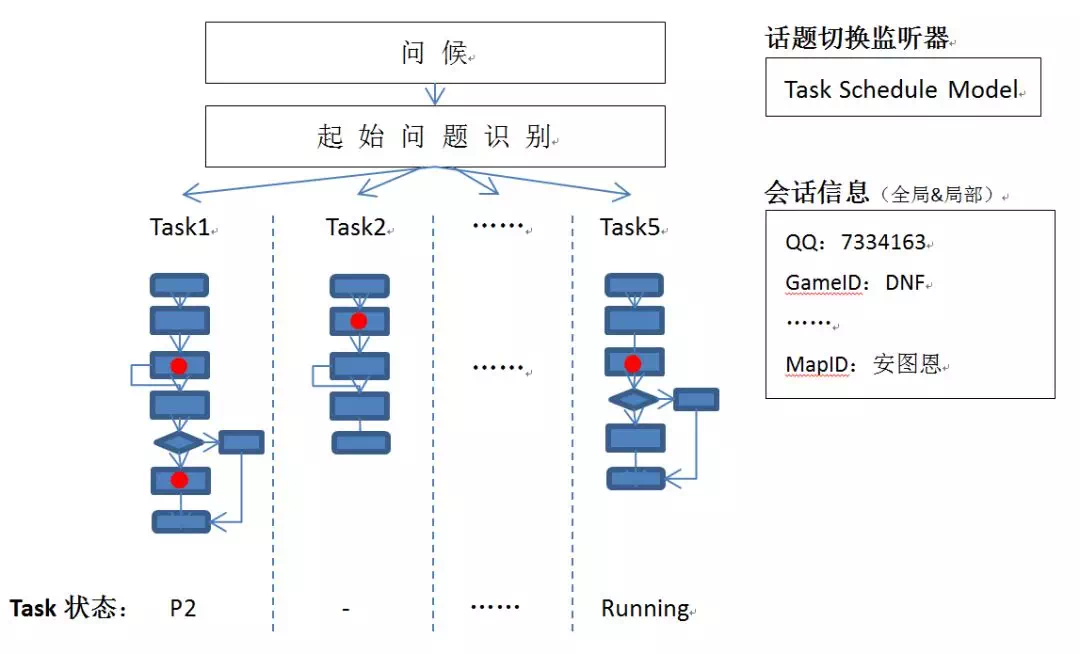 问 候
起 始 问 题 识 别
Task1 Task2 …… Task5
……
Task 状态： P2 - …… Running
话题切换监听器
Task Schedule Model
会话信息（全局&局部）
QQ：7334163
GameID：DNF
……
MapID：安图恩